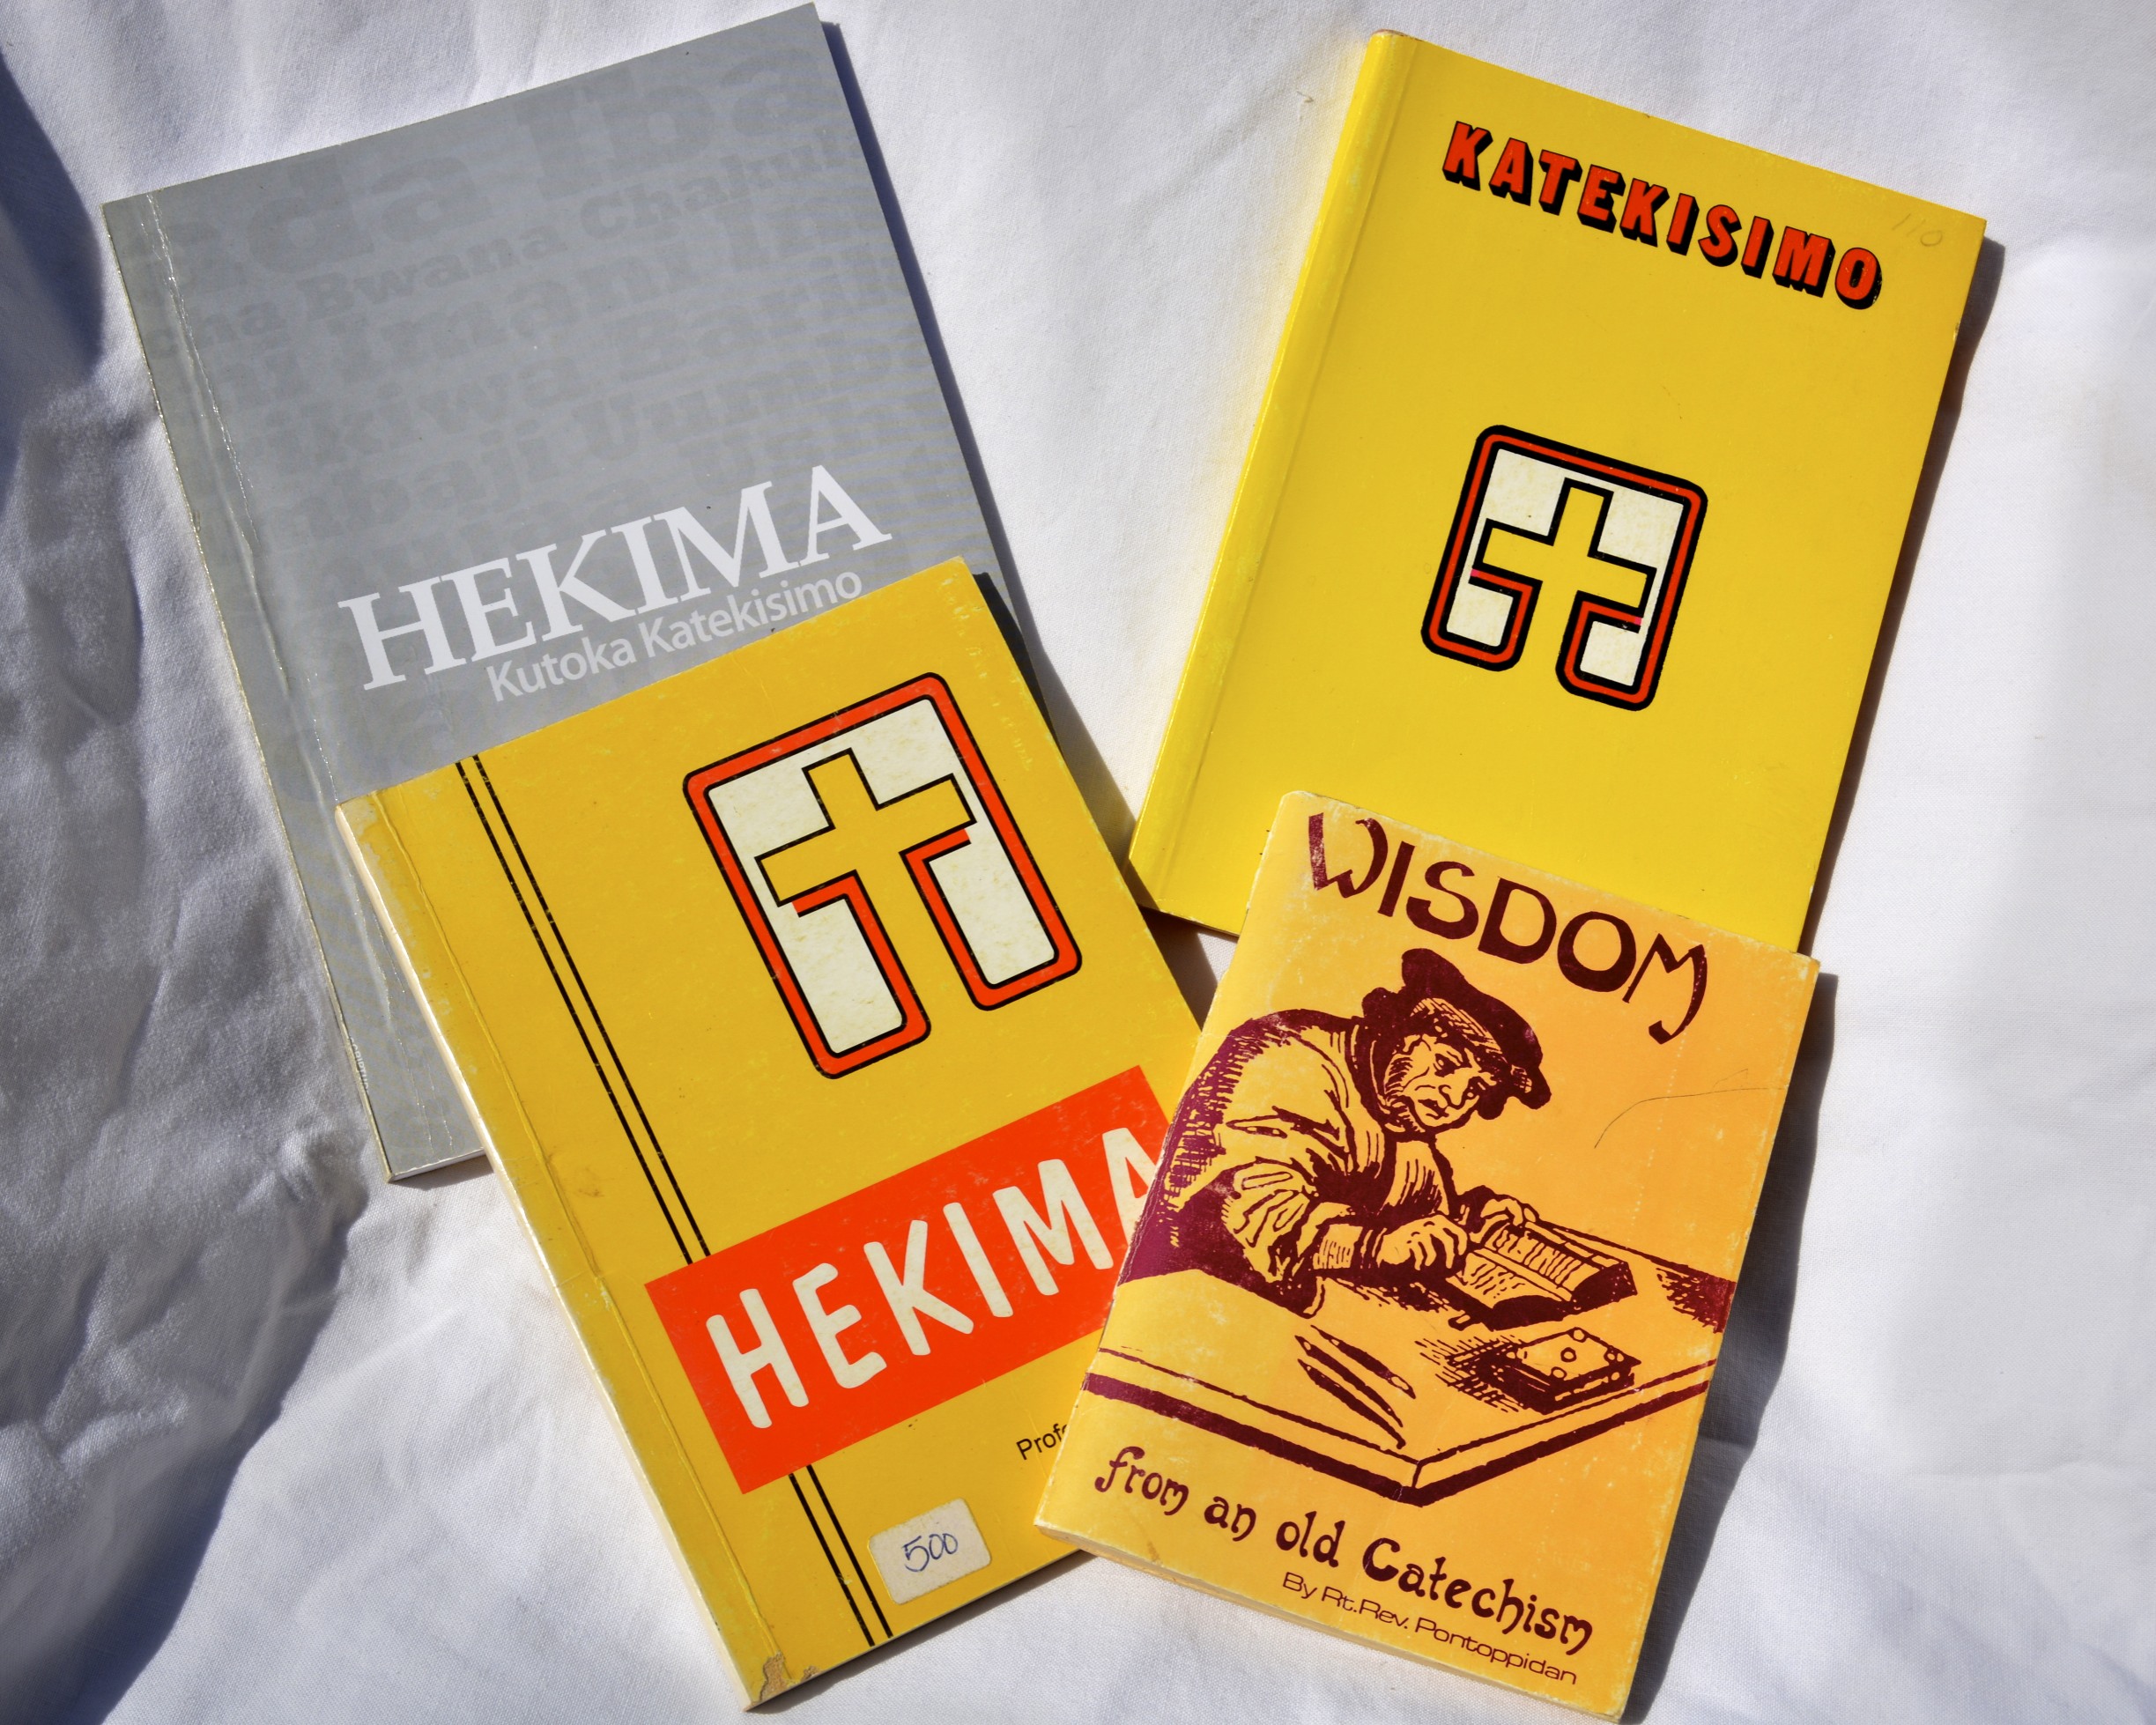 HEKIMA
Kutoka Katekisimo
KATEKISIMO
110
HEKIMA
500
WISDOM
from an old Catechism
By Rt.Rev. Pontoppidan